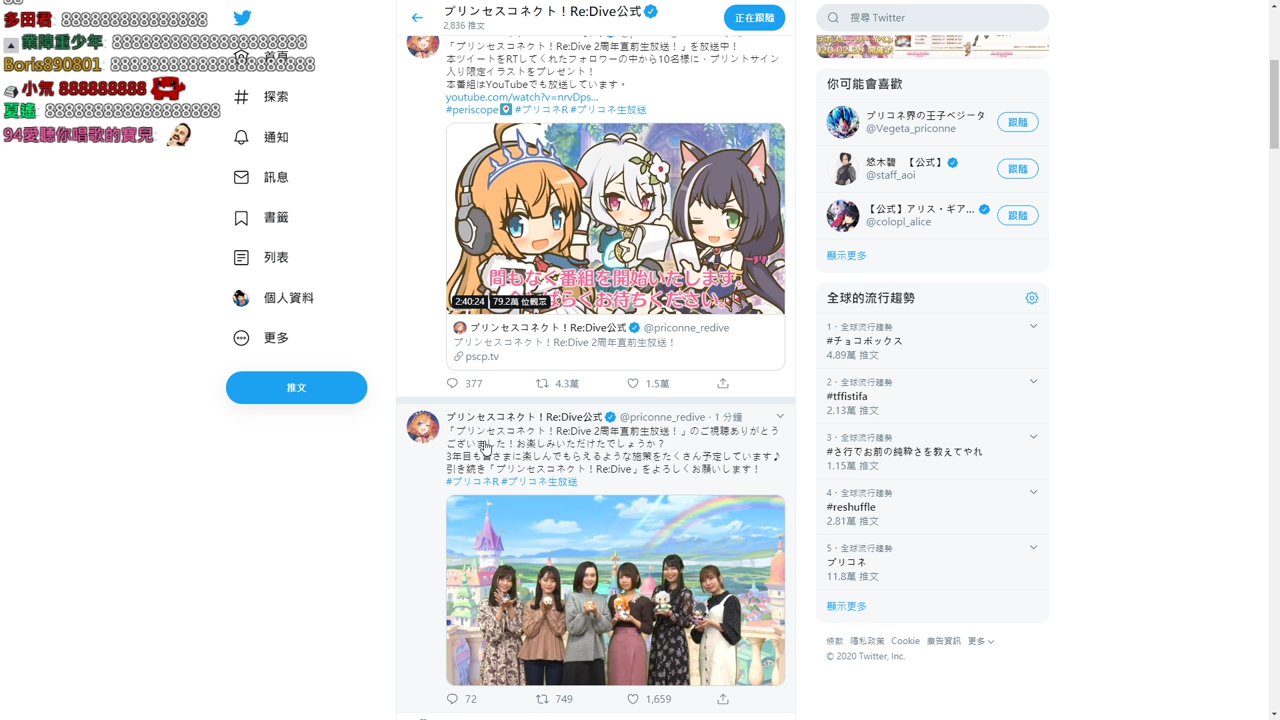 88
多田君: 88888888888888888
業障重少年: 88888888888888888888888
Boris890801: 88888888888888888888888
小氖: 888888888
夏遙: 88888888888888888888
94愛聽你唱歌的寶兒:
探索
通知
訊息
書籤
列表
個人資料
更多
推文
プリンセスコネクト！Re:Dive公式
2,836 推文
正在跟隨
「プリンセスコネクト！Re:Dive 2周年直前放送！」を放送中！
本ツイートをRTしてくれたフォロワーの中から10名様に、プリントサイン
入り限定イラストをプレゼント！
本番組はYouTubeでも放送しています。
youtube.com/watch?v=nrvDps...
#periscope #プリコネR #プリコネ生放送
間もなく番組を開始いたします。
しばらくお待ちください。
2:40:24 79.2萬 位觀眾
プリンセスコネクト！Re:Dive公式 @priconne_redive
プリンセスコネクト！Re:Dive 2周年直前放送！
pscp.tv
377 4.3萬 1.5萬
プリンセスコネクト！Re:Dive公式 @priconne_redive · 1 分鐘
「プリンセスコネクト！Re:Dive 2周年直前生放送！」のご視聴ありがとう
ございました！お楽しみいただけたでしょうか？
3年目も皆さまに楽しんでもらえるような施策をたくさん予定しています♪
引き続き「プリンセスコネクト！Re:Dive」をよろしくお願いします！
#プリコネR #プリコネ生放送
72 749 1,659
搜尋 Twitter
你可能會喜歡
プリコネ界の王子ベジータ
@Vegeta_priconne
跟隨
悠木碧 【公式】
@staff_aoi
跟隨
【公式】アリス・ギア...
@colopl_alice
跟隨
顯示更多
全球的流行趨勢
1 · 全球流行趨勢
#チョコボックス
4.89萬 推文
2 · 全球流行趨勢
#tffistifa
2.13萬 推文
3 · 全球流行趨勢
#さ行でお前の純粋さを教えてやれ
1.15萬 推文
4 · 全球流行趨勢
#reshuffle
2.81萬 推文
5 · 全球流行趨勢
プリコネ
11.8萬 推文
顯示更多
條款 隱私政策 Cookie 廣告資訊 更多
© 2020 Twitter, Inc.